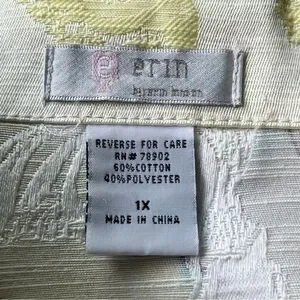 e erin
REVERSE FOR CARE
RN# 78902
60%COTTON
40%POLYESTER
1X
MADE IN CHINA